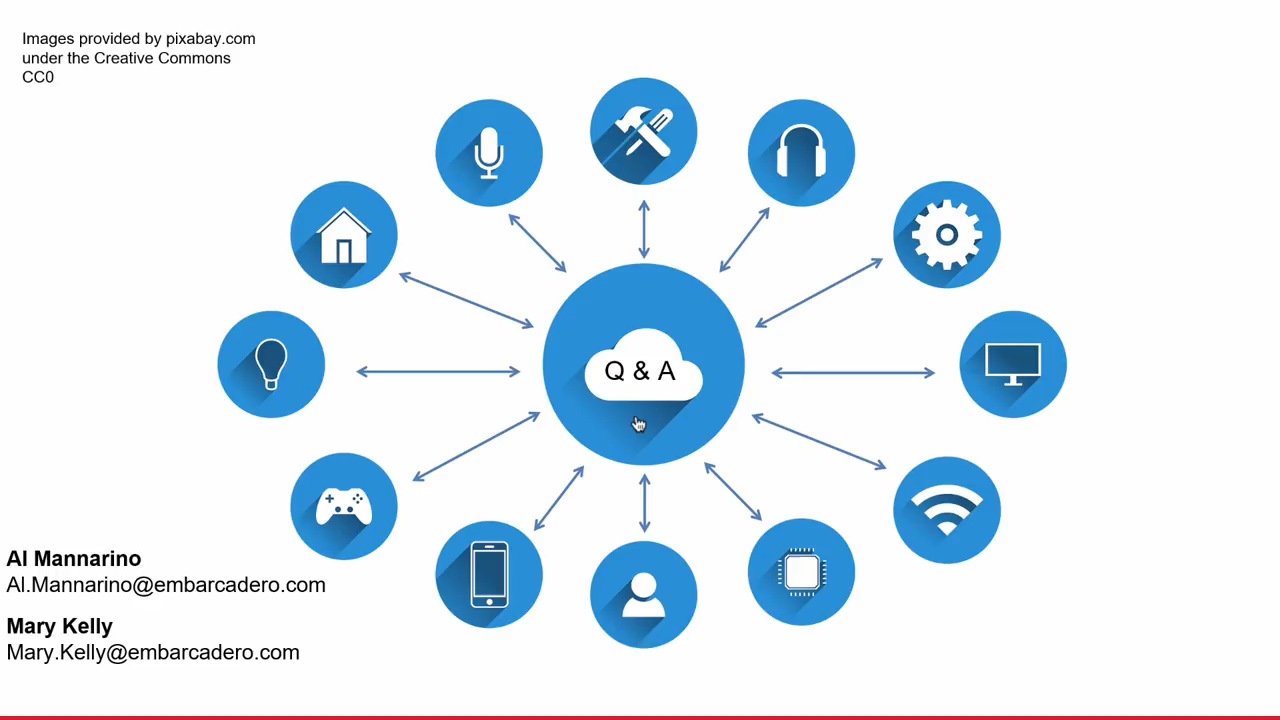 Images provided by pixabay.com
under the Creative Commons
CC0
Q & A
Al Mannarino
Al.Mannarino@embarcadero.com
Mary Kelly
Mary.Kelly@embarcadero.com